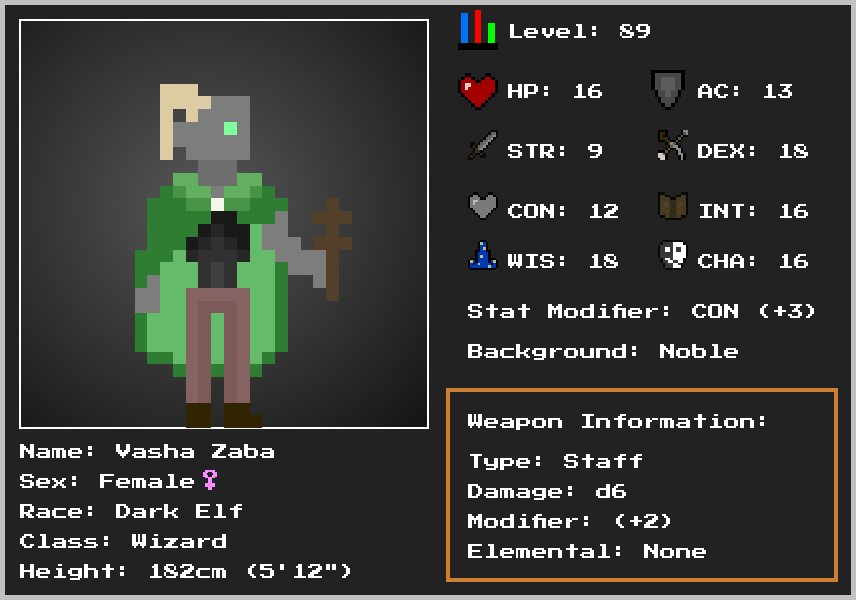 Level: 89
HP: 16 AC: 13
STR: 9 DEX: 18
CON: 12 INT: 16
WIS: 18 CHA: 16
Stat Modifier: CON (+3)
Background: Noble
Weapon Information:
Type: Staff
Damage: d6
Modifier: (+2)
Elemental: None
Name: Vasha Zaba
Sex: Female♀
Race: Dark Elf
Class: Wizard
Height: 182cm (5'12")